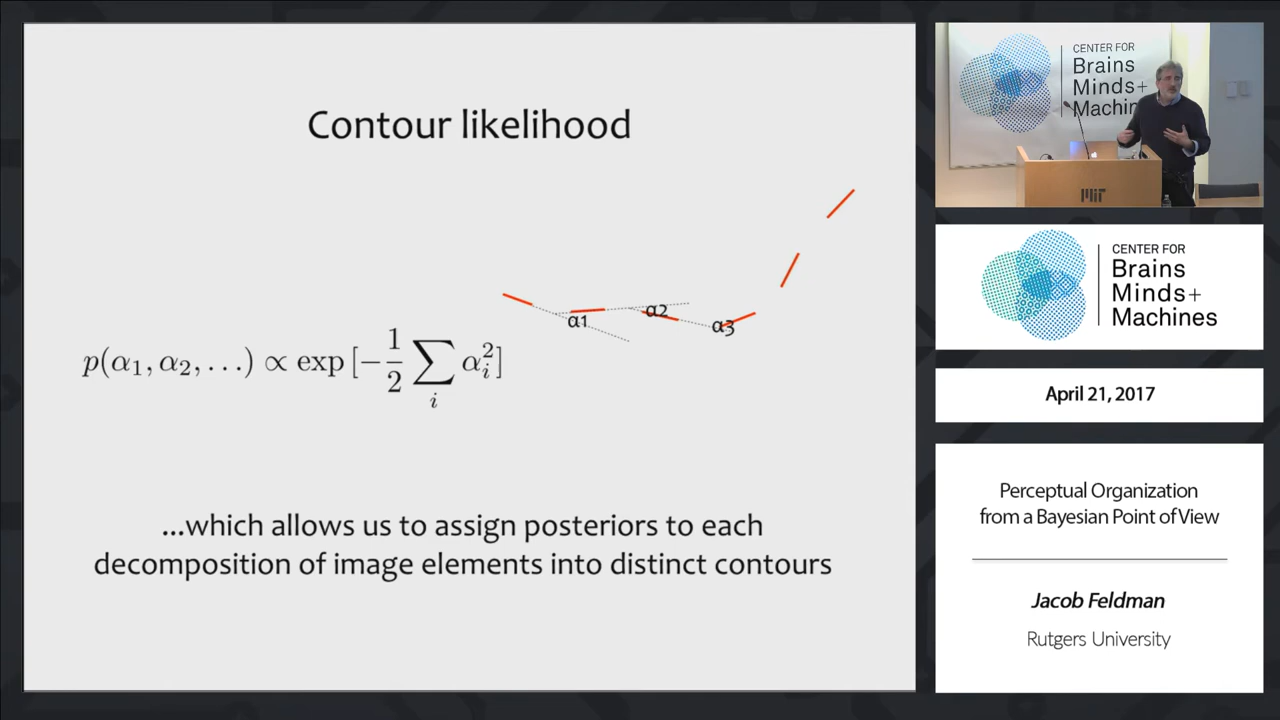 Contour likelihood
α1
α2
α3
p(α₁, α₂, . . .) ∝ exp [−1/2 ∑ᵢ αᵢ²]
...which allows us to assign posteriors to each
decomposition of image elements into distinct contours
CENTER FOR
Brains
Minds+
Machin
MIT
CENTER FOR
Brains
Minds+
Machines
April 21, 2017
Perceptual Organization
from a Bayesian Point of View
Jacob Feldman
Rutgers University